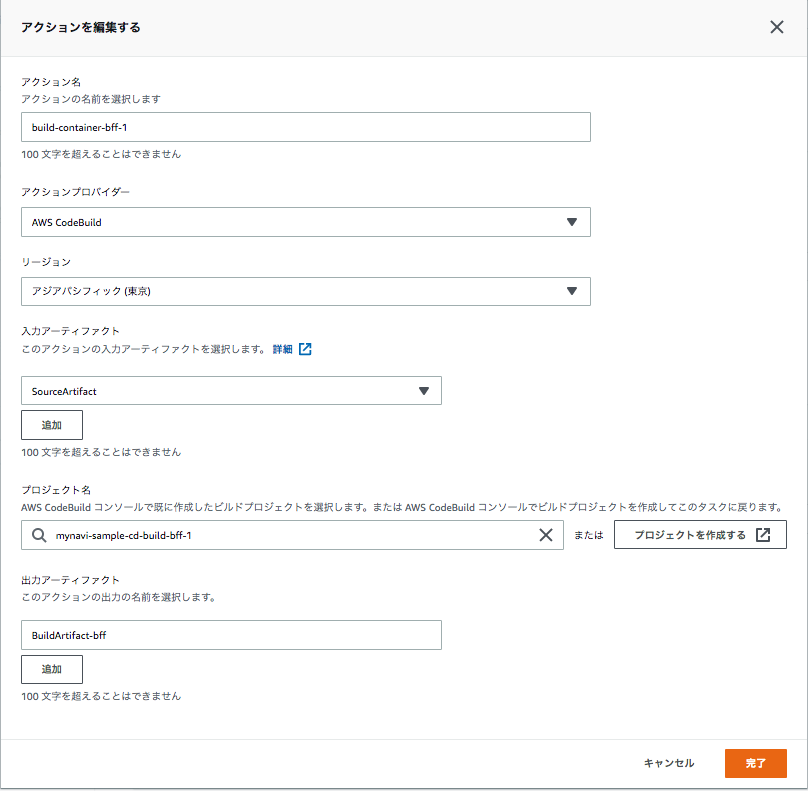 アクションを編集する
アクション名
アクションの名前を選択します
build-container-bff-1
100 文字を超えることはできません
アクションプロバイダー
AWS CodeBuild
リージョン
アジアパシフィック (東京)
入力アーティファクト
このアクションの入力アーティファクトを選択します。 詳細
SourceArtifact
追加
100 文字を超えることはできません
プロジェクト名
AWS CodeBuild コンソールで既に作成したビルドプロジェクトを選択します。または AWS CodeBuild コンソールでビルドプロジェクトを作成してこのタスクに戻ります。
mynavi-sample-cd-build-bff-1 または プロジェクトを作成する
出力アーティファクト
このアクションの出力の名前を選択します。
BuildArtifact-bff
追加
100 文字を超えることはできません
キャンセル 完了